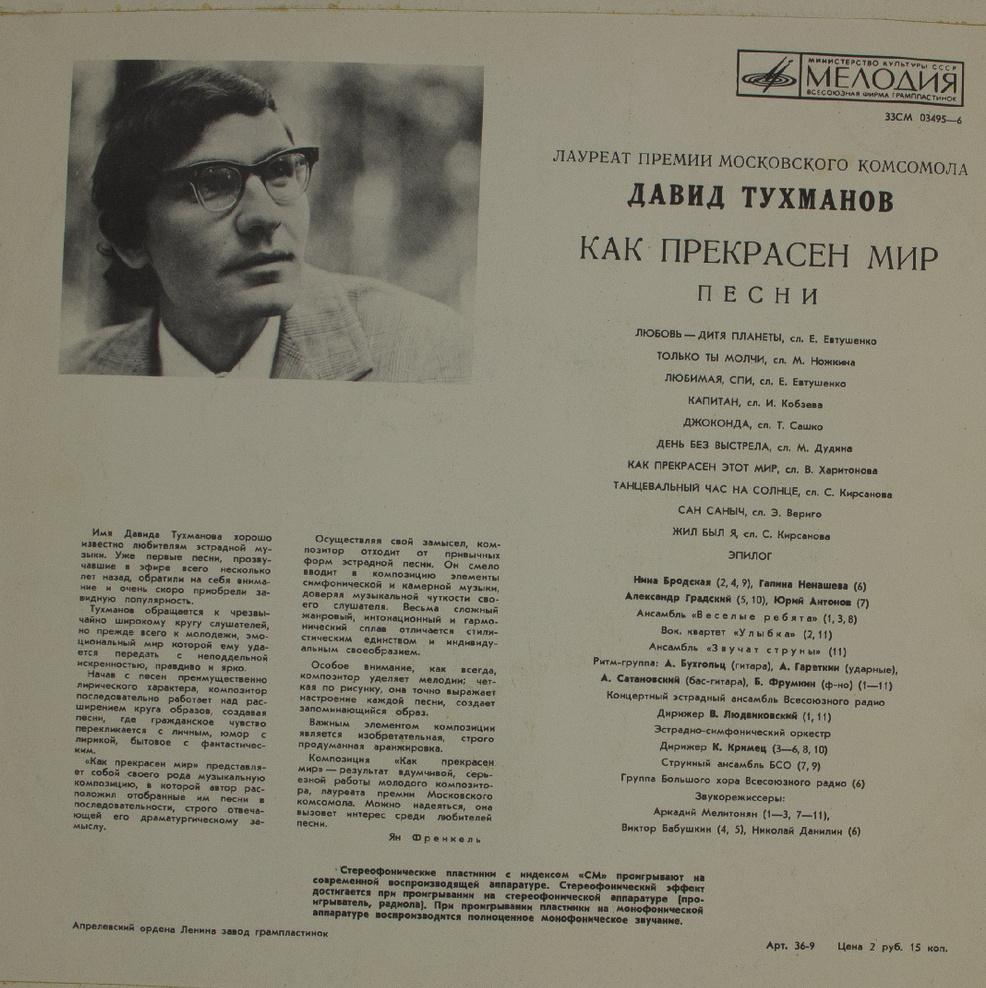 МИНИСТЕРСТВО КУЛЬТУРЫ СССР
МЕЛОДИЯ
ВСЕСОЮЗНАЯ ФИРМА ГРАМПЛАСТИНОК
33СМ 03495—6
ЛАУРЕАТ ПРЕМИИ МОСКОВСКОГО КОМСОМОЛА
ДАВИД ТУХМАНОВ
КАК ПРЕКРАСЕН МИР
ПЕСНИ
ЛЮБОВЬ — ДИТЯ ПЛАНЕТЫ, сл. Е. Евтушенко
ТОЛЬКО ТЫ МОЛЧИ, сл. М. Ножкина
ЛЮБИМАЯ, СПИ, сл. Е. Евтушенко
КАПИТАН, сл. И. Кобзева
ДЖОКОНДА, сл. Т. Сашко
ДЕНЬ БЕЗ ВЫСТРЕЛА, сл. М. Дудина
КАК ПРЕКРАСЕН ЭТОТ МИР, сл. В. Харитонова
ТАНЦЕВАЛЬНЫЙ ЧАС НА СОЛНЦЕ, сл. С. Кирсанова
САН САНЫЧ, сл. Э. Вериго
ЖИЛ БЫЛ Я, сл. С. Кирсанова
ЭПИЛОГ
Нина Бродская (2, 4, 9), Галина Ненашева (6)
Александр Градский (5, 10), Юрий Антонов (7)
Ансамбль «Веселые ребята» (1, 3, 8)
Вок. квартет «Улыбка» (2, 11)
Ансамбль «Звучат струны» (11)
Ритм-группа: А. Бухгольц (гитара), А. Гареткин (ударные),
А. Сатановский (бас-гитара), Б. Фрумкин (ф-но) (1—11)
Концертный эстрадный ансамбль Всесоюзного радио
Дирижер В. Людвиковский (1, 11)
Эстрадно-симфонический оркестр
Дирижер К. Кримец (3—6, 8, 10)
Струнный ансамбль БСО (7, 9)
Группа Большого хора Всесоюзного радио (6)
Звукорежиссеры:
Аркадий Мелитонян (1—3, 7—11),
Виктор Бабушкин (4, 5), Николай Данилин (6)
Имя Давида Тухманова хорошо
известно любителям эстрадной му-
зыки. Уже первые песни, прозву-
чавшие в эфире всего несколько
лет назад, обратили на себя внима-
ние и очень скоро приобрели за-
видную популярность.
Тухманов обращается к чрезвы-
чайно широкому кругу слушателей,
но прежде всего к молодежи, эмо-
циональный мир которой ему уда-
ется передать с неподдельной
искренностью, правдиво и ярко.
Начав с песен преимущественно
лирического характера, композитор
последовательно работает над рас-
ширением круга образов, создавая
песни, где гражданское чувство
перекликается с личным, юмор с
лирикой, бытовое с фантастичес-
ким.
«Как прекрасен мир» представля-
ет собой своего рода музыкальную
композицию, в которой автор рас-
положил отобранные им песни в
последовательности, строго отвеча-
ющей его драматургическому за-
мыслу.
Осуществляя свой замысел, ком-
позитор отходит от привычных
форм эстрадной песни. Он смело
вводит в композицию элементы
симфонической и камерной музыки,
доверяя музыкальной чуткости сво-
его слушателя. Весьма сложный
жанровый, интонационный и гармо-
нический сплав отличается стили-
стическим единством и индивиду-
альным своеобразием.
Особое внимание, как всегда,
композитор уделяет мелодии; чет-
кая по рисунку, она точно выражает
настроение каждой песни, создает
запоминающийся образ.
Важным элементом композиции
является изобретательная, строго
продуманная аранжировка.
Композиция «Как прекрасен
мир» — результат вдумчивой, серь-
езной работы молодого композито-
ра, лауреата премии Московского
комсомола. Можно надеяться, она
вызовет интерес среди любителей
песни.
Ян Френкель
Стереофонические пластинки с индексом «СМ» проигрывают на
современной воспроизводящей аппаратуре. Стереофонический эффект
достигается при проигрывании на стереофонической аппаратуре (про-
игрыватель, радиола). При проигрывании пластинки на монофонической
аппаратуре воспроизводится полноценное монофоническое звучание.
Апрелевский ордена Ленина завод грампластинок
Арт. 36-9 Цена 2 руб. 15 коп.